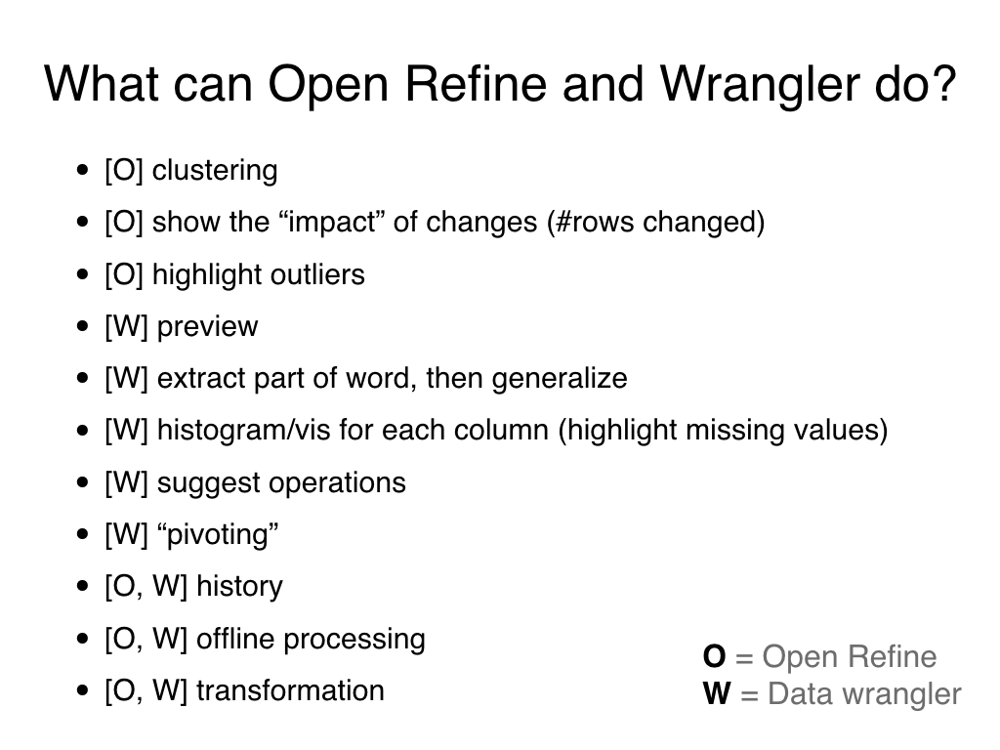 What can Open Refine and Wrangler do?
• [O] clustering
• [O] show the “impact” of changes (#rows changed)
• [O] highlight outliers
• [W] preview
• [W] extract part of word, then generalize
• [W] histogram/vis for each column (highlight missing values)
• [W] suggest operations
• [W] “pivoting”
• [O, W] history
• [O, W] offline processing
• [O, W] transformation
O = Open Refine
W = Data wrangler